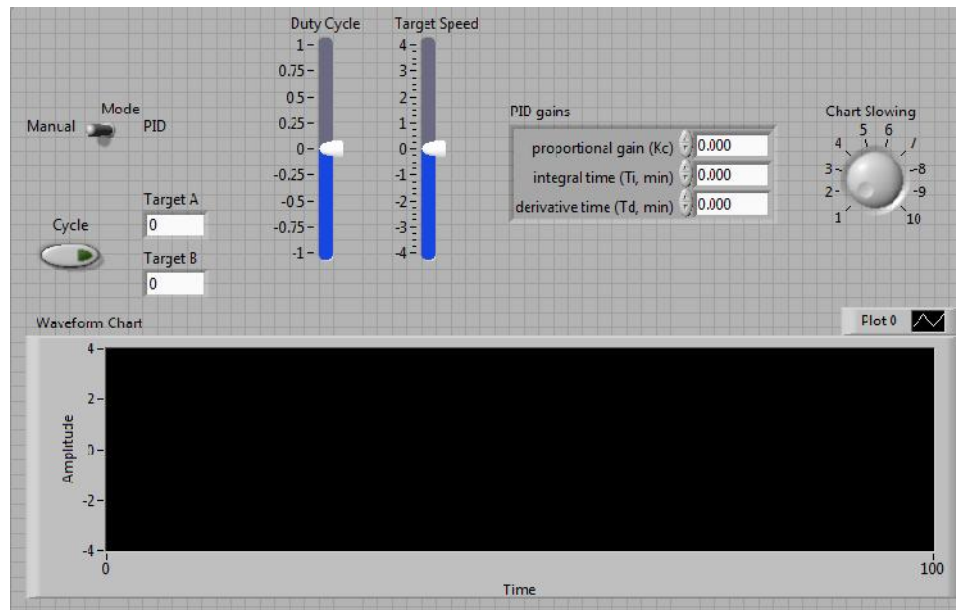 Duty Cycle Target Speed
1 4
0.75 3
0.5 2
0.25 1
0 0
-0.25 -1
-0.5 -2
-0.75 -3
-1 -4
Mode
Manual PID
Cycle
Target A
0
Target B
0
PID gains
proportional gain (Kc) 0.000
integral time (Ti, min) 0.000
derivative time (Td, min) 0.000
Chart Slowing
1 2 3 4 5 6 7 8 9 10
Waveform Chart
Plot 0
Amplitude
4
2
0
-2
-4
0 100
Time